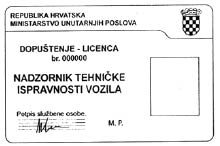 REPUBLIKA HRVATSKA
MINISTARSTVO UNUTARNJIH POSLOVA
DOPUŠTENJE - LICENCA
br. 000000
NADZORNIK TEHNIČKE
ISPRAVNOSTI VOZILA
Potpis službene osobe.
M. P.